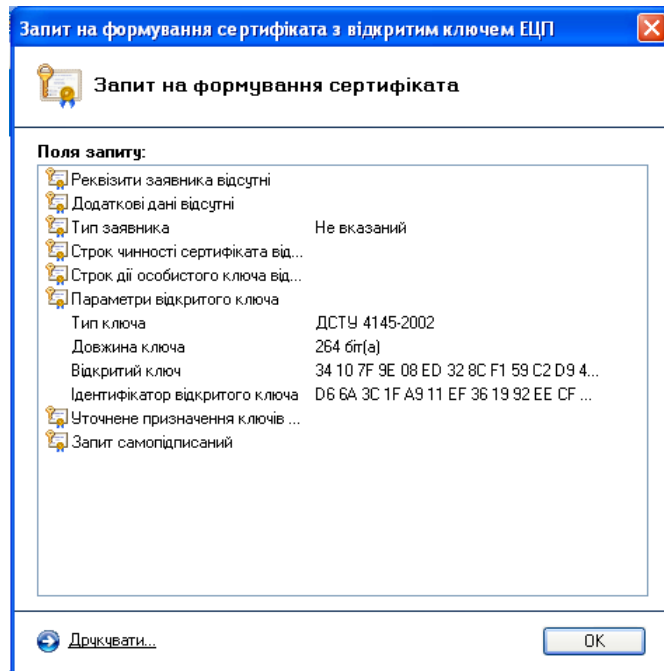 Запит на формування сертифіката з відкритим ключем ЕЦП
Запит на формування сертифіката
Поля запиту:
Реквізити заявника відсутні
Додаткові дані відсутні
Тип заявника Не вказаний
Строк чинності сертифіката від...
Строк дії особистого ключа від...
Параметри відкритого ключа
Тип ключа ДСТУ 4145-2002
Довжина ключа 264 біт(а)
Відкритий ключ 34 10 7F 9E 08 ED 32 8C F1 59 C2 D9 4...
Ідентифікатор відкритого ключа D6 6A 3C 1F A9 11 EF 36 19 92 EE CF ...
Уточнене призначення ключів ...
Запит самопідписаний
Друкувати...
OK